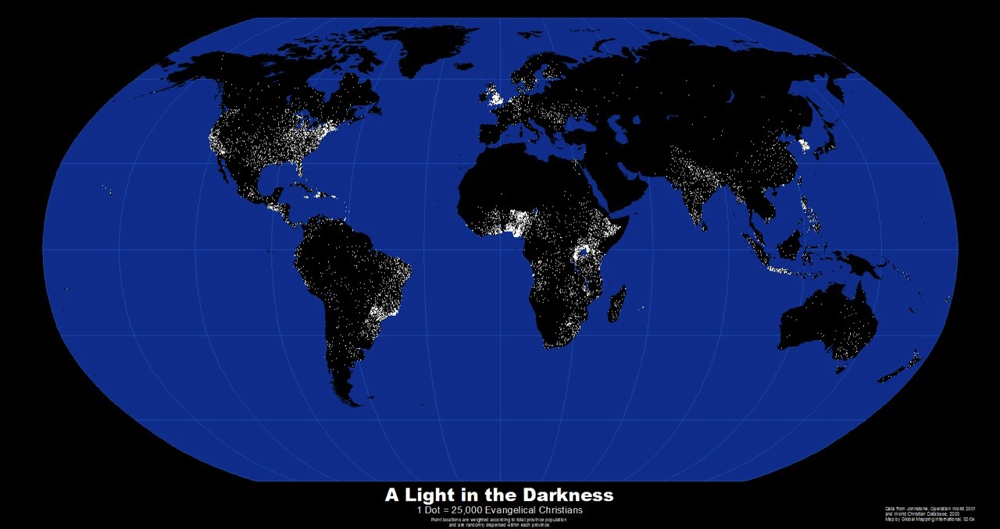 A Light in the Darkness
1 Dot = 25,000 Evangelical Christians
Point locations are weighted according to total province population
and are randomly dispersed within each province.
Data from Johnstone, Operation World 2001
and World Christian Database, 2003
Map by Global Mapping International, 02/04